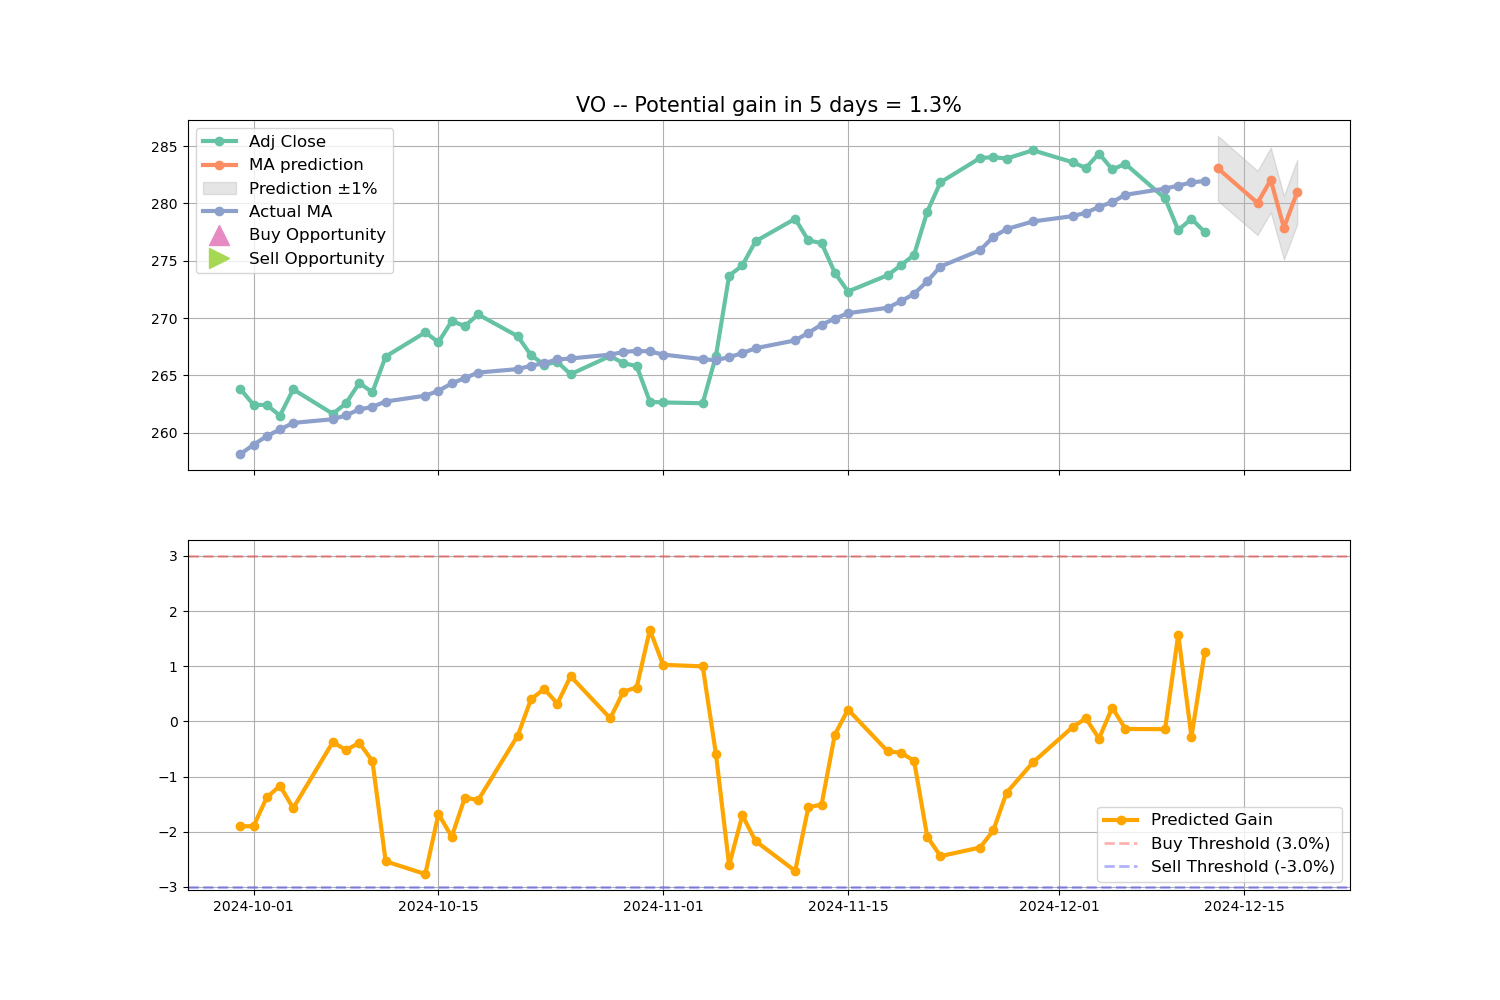 VO -- Potential gain in 5 days = 1.3%
285
280
275
270
265
260
Adj Close
MA prediction
Prediction ±1%
Actual MA
Buy Opportunity
Sell Opportunity
3
2
1
0
−1
−2
−3
Predicted Gain
Buy Threshold (3.0%)
Sell Threshold (-3.0%)
2024-10-01
2024-10-15
2024-11-01
2024-11-15
2024-12-01
2024-12-15